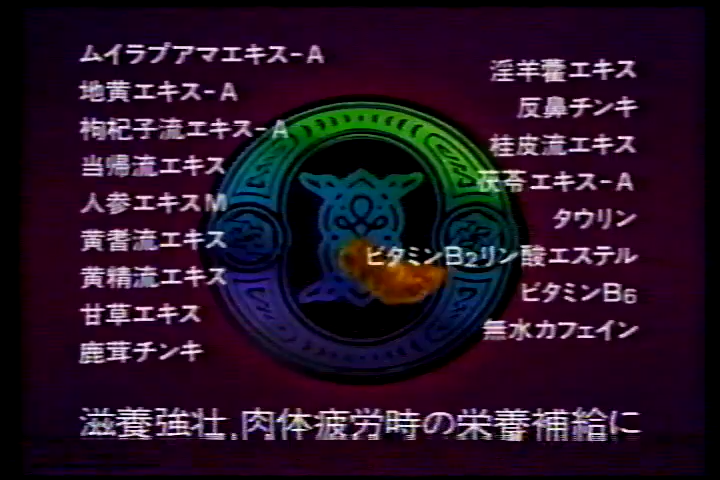 ムイラプアマエキス-A
地黄エキス-A
枸杞子流エキス-A
当帰流エキス
人参エキスM
黄耆流エキス
黄精流エキス
甘草エキス
鹿茸チンキ
淫羊藿エキス
反鼻チンキ
桂皮流エキス
茯苓エキス-A
タウリン
ビタミンB2リン酸エステル
ビタミンB6
無水カフェイン
滋養強壮、肉体疲労時の栄養補給に